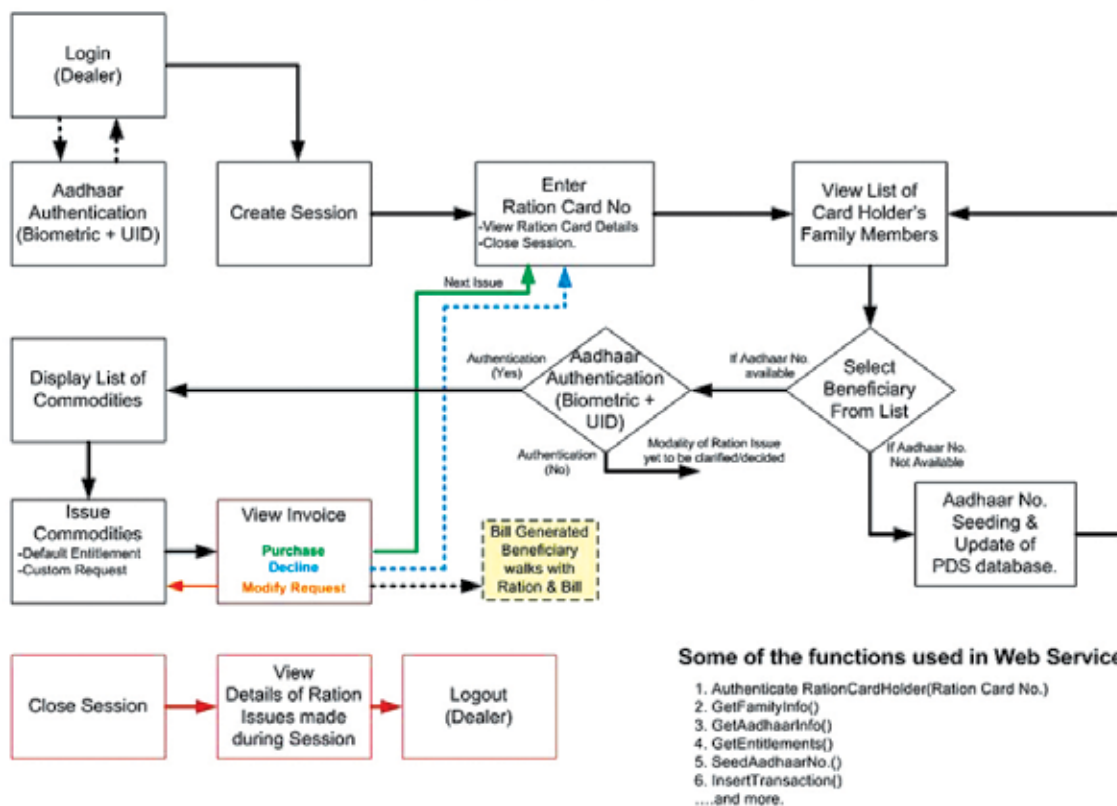 Login
(Dealer)
Aadhaar
Authentication
(Biometric + UID)
Create Session
Enter
Ration Card No
-View Ration Card Details
-Close Session.
View List of
Card Holder's
Family Members
Next Issue
Display List of
Commodities
Authentication
(Yes)
Aadhaar
Authentication
(Biometric +
UID)
If Aadhaar No.
available
Select
Beneficiary
From List
Authentication
(No)
Modality of Ration Issue
yet to be clarified/decided
If Aadhaar No.
Not Available
Aadhaar No.
Seeding &
Update of
PDS database.
Issue
Commodities
-Default Entitlement
-Custom Request
View Invoice
Purchase
Decline
Modify Request
Bill Generated
Beneficiary
walks with
Ration & Bill
Close Session
View
Details of Ration
Issues made
during Session
Logout
(Dealer)
Some of the functions used in Web Service
1. Authenticate RationCardHolder(Ration Card No.)
2. GetFamilyInfo()
3. GetAadhaarInfo()
4. GetEntitlements()
5. SeedAadhaarNo.()
6. InsertTransaction()
....and more.